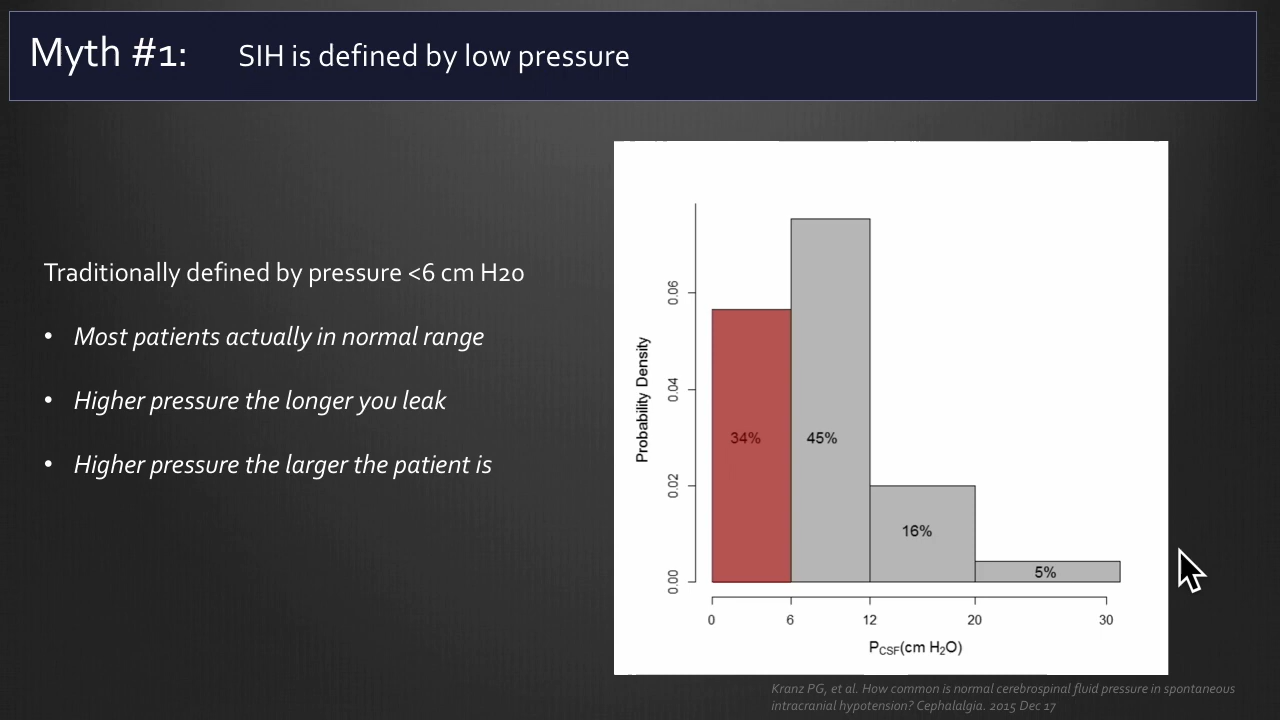 Myth #1: SIH is defined by low pressure
Traditionally defined by pressure <6 cm H2o
• Most patients actually in normal range
• Higher pressure the longer you leak
• Higher pressure the larger the patient is
Probability Density
0.06
0.04
0.02
0.00
34%
45%
16%
5%
0 6 12 20 30
PCSF(cm H2O)
Kranz PG, et al. How common is normal cerebrospinal fluid pressure in spontaneous
intracranial hypotension? Cephalalgia. 2015 Dec 17